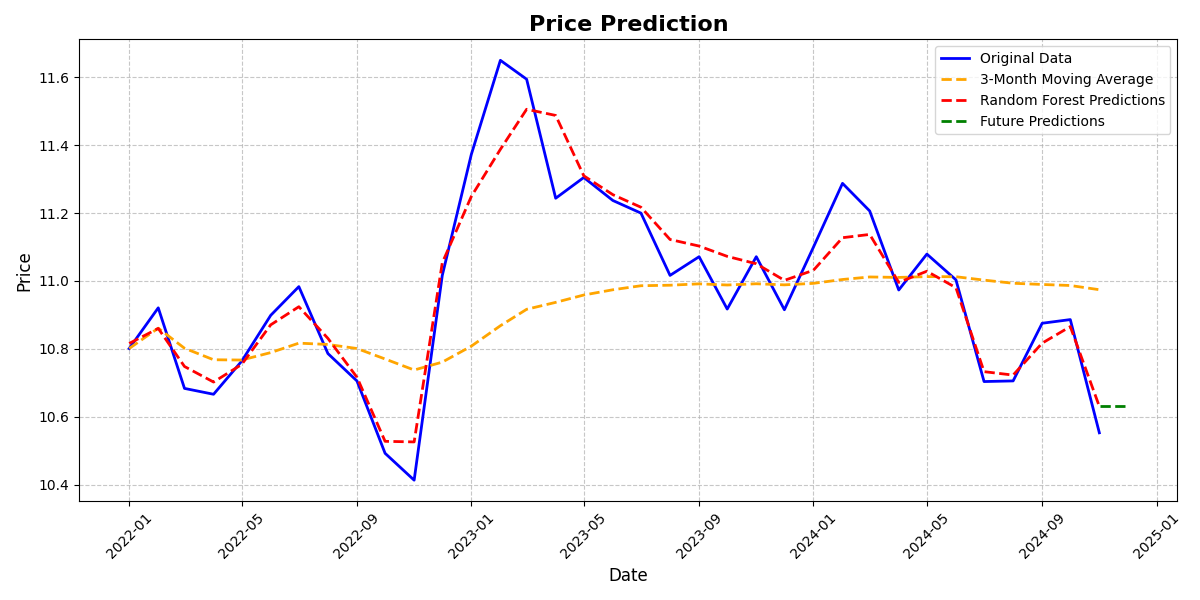 Price Prediction
Original Data
3-Month Moving Average
Random Forest Predictions
Future Predictions
Price
11.6
11.4
11.2
11.0
10.8
10.6
10.4
2022-01
2022-05
2022-09
2023-01
2023-05
2023-09
2024-01
2024-05
2024-09
2025-01
Date